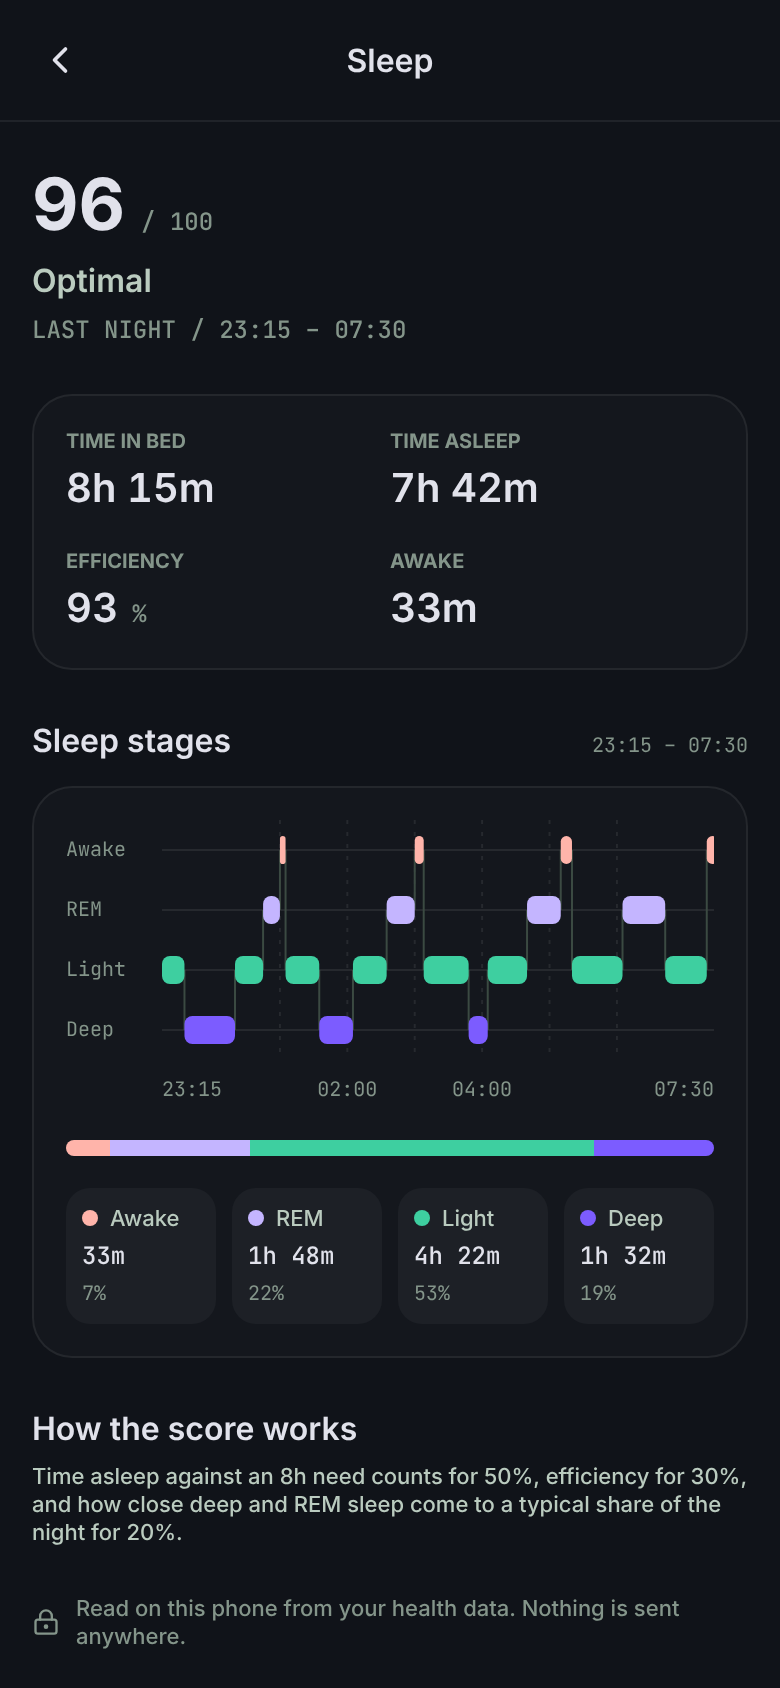 Sleep
96 / 100
Optimal
LAST NIGHT / 23:15 – 07:30
TIME IN BED
8h 15m
TIME ASLEEP
7h 42m
EFFICIENCY
93 %
AWAKE
33m
Sleep stages
23:15 – 07:30
Awake
REM
Light
Deep
23:15 02:00 04:00 07:30
Awake
33m
7%
REM
1h 48m
22%
Light
4h 22m
53%
Deep
1h 32m
19%
How the score works
Time asleep against an 8h need counts for 50%, efficiency for 30%,
and how close deep and REM sleep come to a typical share of the
night for 20%.
Read on this phone from your health data. Nothing is sent
anywhere.